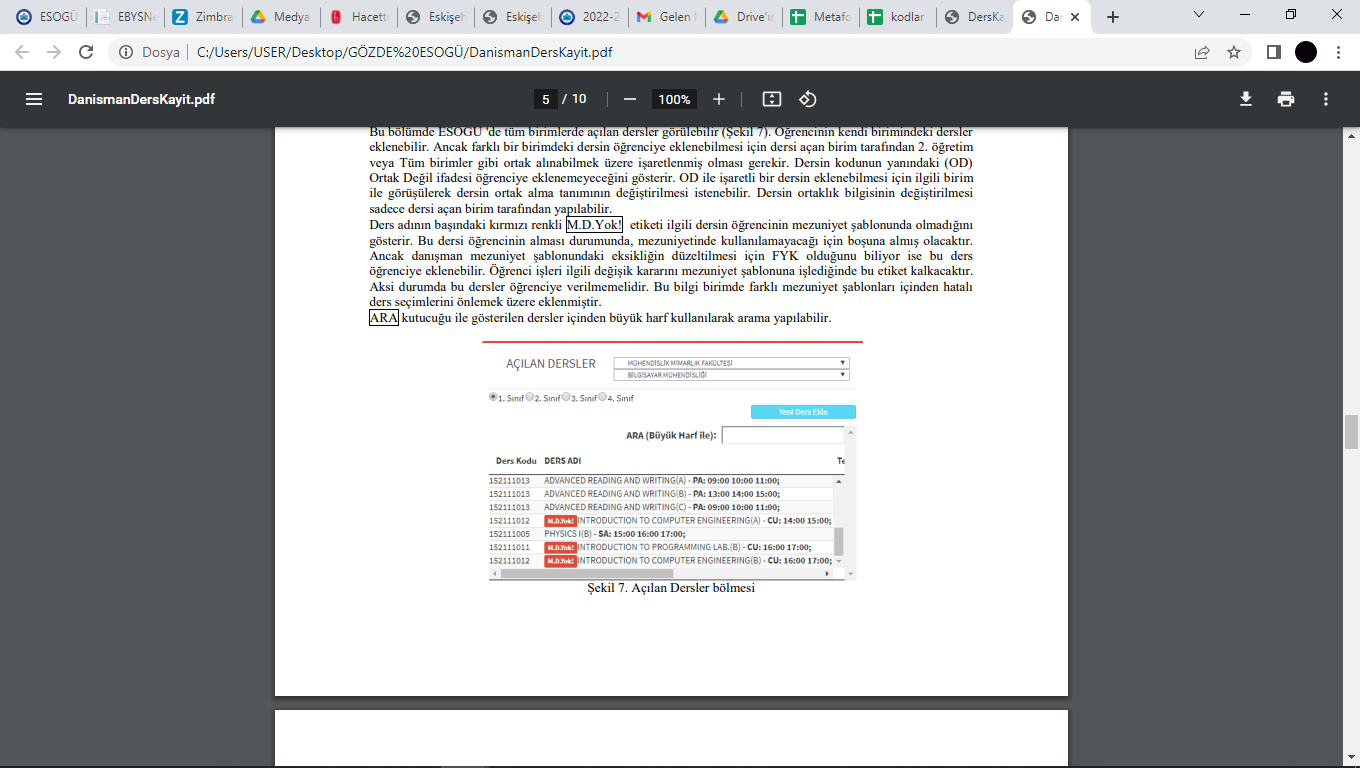 ESOGÜ
EBYSN
Zimbra
Medya
Hacett
Eskişeh
Eskişeh
2022-2
Gelen
Drive'ır
Metafo
kodlar
DersKa
Da
Dosya | C:/Users/USER/Desktop/GÖZDE%20ESOGÜ/DanismanDersKayit.pdf
DanismanDersKayit.pdf
5 / 10
100%
Bu bölümde ESOGÜ 'de tüm birimlerde açılan dersler görülebilir (Şekil 7). Öğrencinin kendi birimindeki dersler
eklenebilir. Ancak farklı bir birimdeki dersin öğrenciye eklenebilmesi için dersi açan birim tarafından 2. öğretim
veya Tüm birimler gibi ortak alınabilmek üzere işaretlenmiş olması gerekir. Dersin kodunun yanındaki (OD)
Ortak Değil ifadesi öğrenciye eklenemeyeceğini gösterir. OD ile işaretli bir dersin eklenebilmesi için ilgili birim
ile görüşülerek dersin ortak alma tanımının değiştirilmesi istenebilir. Dersin ortaklık bilgisinin değiştirilmesi
sadece dersi açan birim tarafından yapılabilir.
Ders adının başındaki kırmızı renkli M.D.Yok! etiketi ilgili dersin öğrencinin mezuniyet şablonunda olmadığını
gösterir. Bu dersi öğrencinin alması durumunda, mezuniyetinde kullanılamayacağı için boşuna almış olacaktır.
Ancak danışman mezuniyet şablonundaki eksikliğin düzeltilmesi için FYK olduğunu biliyor ise bu ders
öğrenciye eklenebilir. Öğrenci işleri ilgili değişik kararını mezuniyet şablonuna işlediğinde bu etiket kalkacaktır.
Aksi durumda bu dersler öğrenciye verilmemelidir. Bu bilgi birimde farklı mezuniyet şablonları içinden hatalı
ders seçimlerini önlemek üzere eklenmiştir.
ARA kutucuğu ile gösterilen dersler içinden büyük harf kullanılarak arama yapılabilir.
AÇILAN DERSLER
MÜHENDİSLİK MİMARLIK FAKÜLTESİ
BİLGİSAYAR MÜHENDİSLİĞİ
1. Sınıf 2. Sınıf 3. Sınıf 4. Sınıf
Yeni Ders Ekle
ARA (Büyük Harf ile):
Ders Kodu DERS ADI Te
152111013 ADVANCED READING AND WRITING(A) - PA: 09:00 10:00 11:00;
152111013 ADVANCED READING AND WRITING(B) - PA: 13:00 14:00 15:00;
152111013 ADVANCED READING AND WRITING(C) - PA: 09:00 10:00 11:00;
152111012 M.D.Yok! INTRODUCTION TO COMPUTER ENGINEERING(A) - CU: 14:00 15:00;
152111005 PHYSICS I(B) - SA: 15:00 16:00 17:00;
152111011 M.D.Yok! INTRODUCTION TO PROGRAMMING LAB.(B) - CU: 16:00 17:00;
152111012 M.D.Yok! INTRODUCTION TO COMPUTER ENGINEERING(B) - CU: 16:00 17:00;
Şekil 7. Açılan Dersler bölmesi